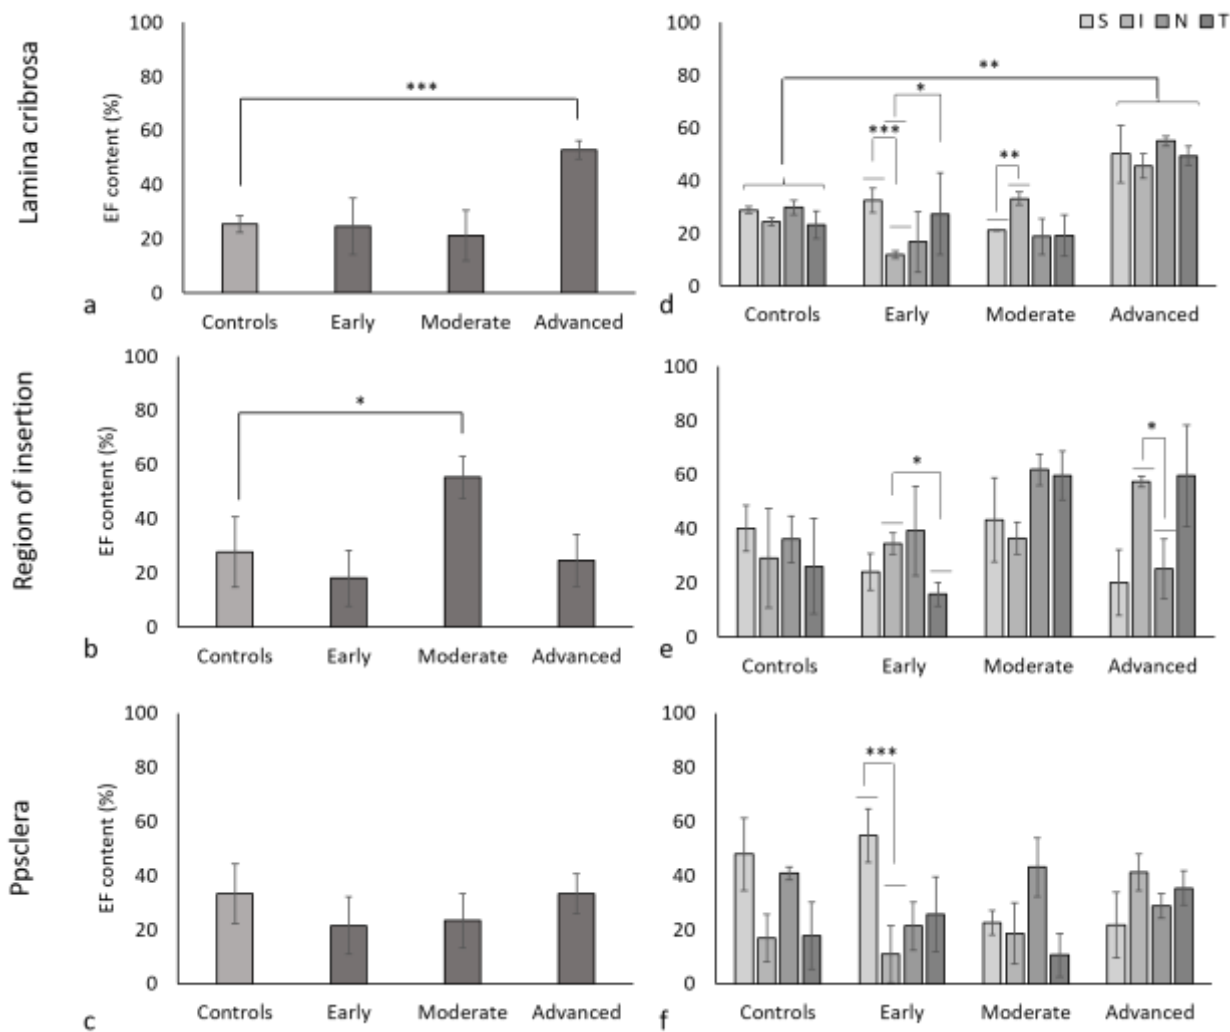 Lamina cribrosa
EF content (%)
100
80
60
40
20
0
***
a
Controls Early Moderate Advanced
S I N T
100
80
60
40
20
0
**
*
***
**
d
Controls Early Moderate Advanced
Region of insertion
EF content (%)
100
80
60
40
20
0
*
b
Controls Early Moderate Advanced
100
80
60
40
20
0
*
*
e
Controls Early Moderate Advanced
Ppsclera
EF content (%)
100
80
60
40
20
0
c
Controls Early Moderate Advanced
100
80
60
40
20
0
***
f
Controls Early Moderate Advanced